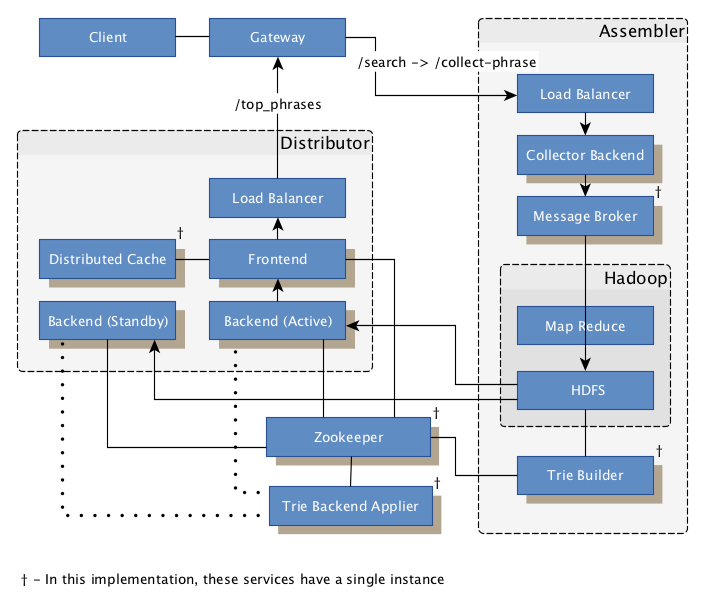 Client
Gateway
Assembler
/search -> /collect-phrase
Load Balancer
/top_phrases
Distributor
Collector Backend
†
Load Balancer
Message Broker
†
Distributed Cache
Frontend
Hadoop
Backend (Standby)
Backend (Active)
Map Reduce
HDFS
†
Zookeeper
†
Trie Builder
†
Trie Backend Applier
† – In this implementation, these services have a single instance